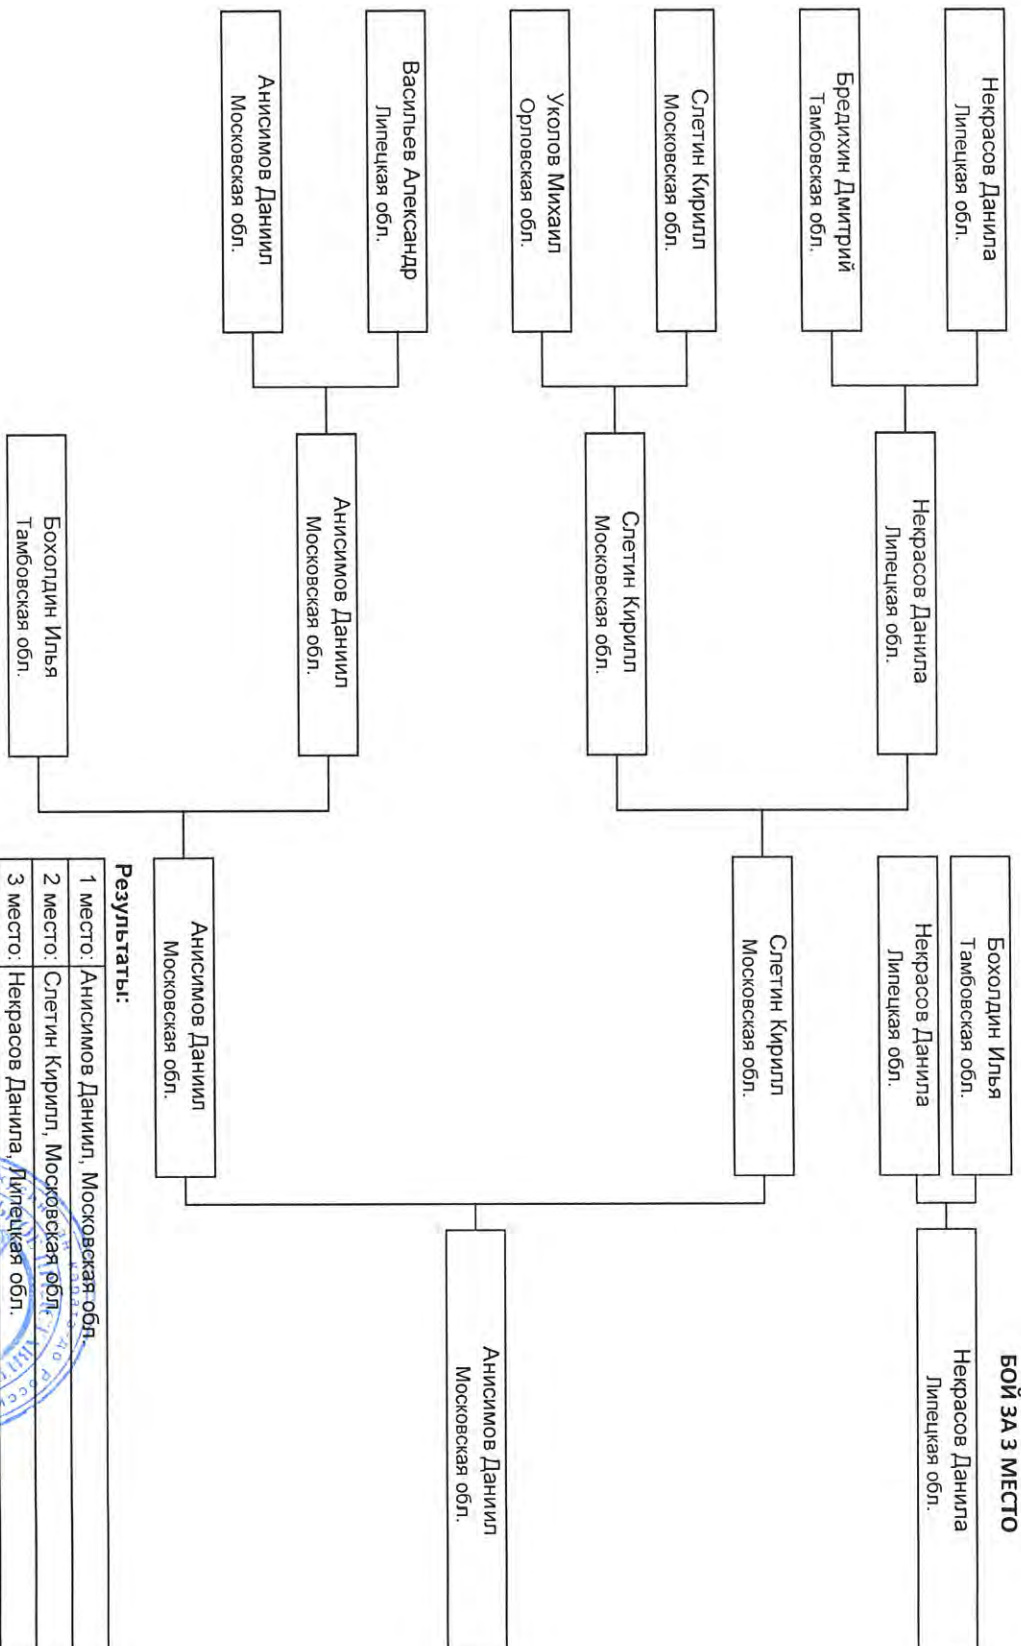 БОЙ ЗА 3 МЕСТО
Некрасов Данила
Липецкая обл.
Бредихин Дмитрий
Тамбовская обл.
Слетин Кирилл
Московская обл.
Уколов Михаил
Орловская обл.
Васильев Александр
Липецкая обл.
Анисимов Даниил
Московская обл.
Некрасов Данила
Липецкая обл.
Слетин Кирилл
Московская обл.
Анисимов Даниил
Московская обл.
Бохолдин Илья
Тамбовская обл.
Бохолдин Илья
Тамбовская обл.
Некрасов Данила
Липецкая обл.
Слетин Кирилл
Московская обл.
Анисимов Даниил
Московская обл.
Некрасов Данила
Липецкая обл.
Анисимов Даниил
Московская обл.
Результаты:
1 место: Анисимов Даниил, Московская обл.
2 место: Слетин Кирилл, Московская обл.
3 место: Некрасов Данила, Липецкая обл.